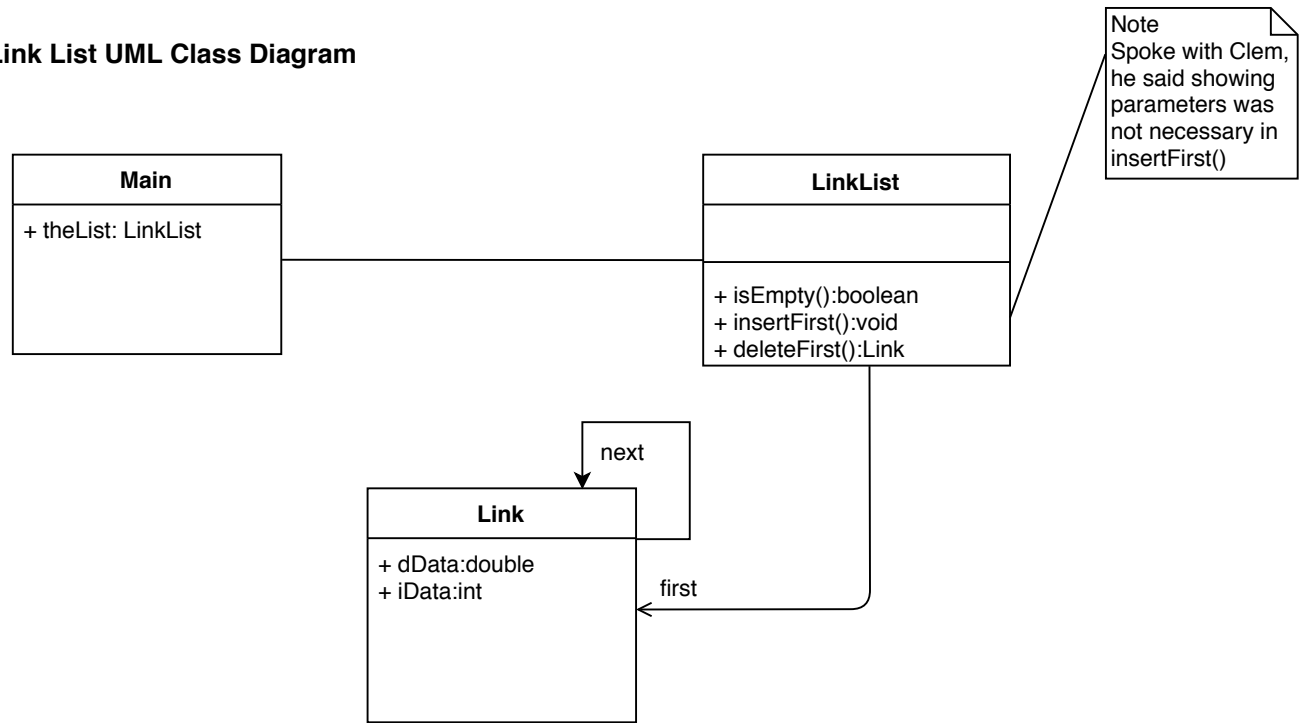 ink List UML Class Diagram
Note
Spoke with Clem,
he said showing
parameters was
not necessary in
insertFirst()
Main
+ theList: LinkList
LinkList
+ isEmpty():boolean
+ insertFirst():void
+ deleteFirst():Link
next
Link
+ dData:double
+ iData:int
first